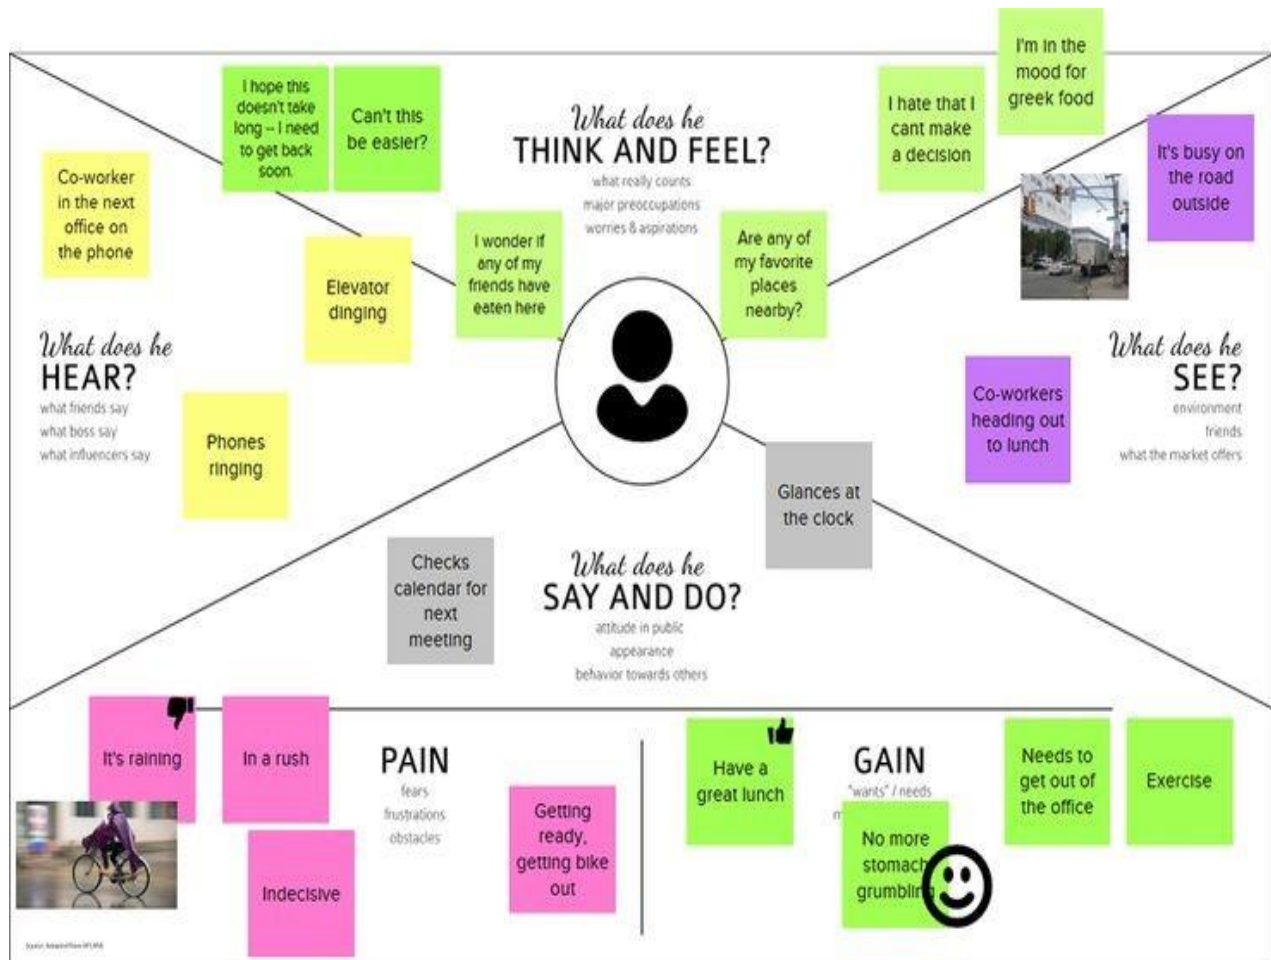 I'm in the
mood for
greek food
I hope this
doesn't take
long – I need
to get back
soon.
Can't this
be easier?
What does he
THINK AND FEEL?
what really counts
major preoccupations
worries & aspirations
I hate that I
cant make
a decision
It's busy on
the road
outside
Co-worker
in the next
office on
the phone
Elevator
dinging
I wonder if
any of my
friends have
eaten here
Are any of
my favorite
places
nearby?
What does he
HEAR?
what friends say
what boss say
what influencers say
Phones
ringing
What does he
SEE?
environment
friends
what the market offers
Co-workers
heading out
to lunch
Glances at
the clock
Checks
calendar for
next
meeting
What does he
SAY AND DO?
attitude in public
appearance
behavior towards others
It's raining
In a rush
PAIN
fears
frustrations
obstacles
Getting
ready,
getting bike
out
Indecisive
Have a
great lunch
GAIN
"wants" / needs
No more
stomach
grumbling
Needs to
get out of
the office
Exercise